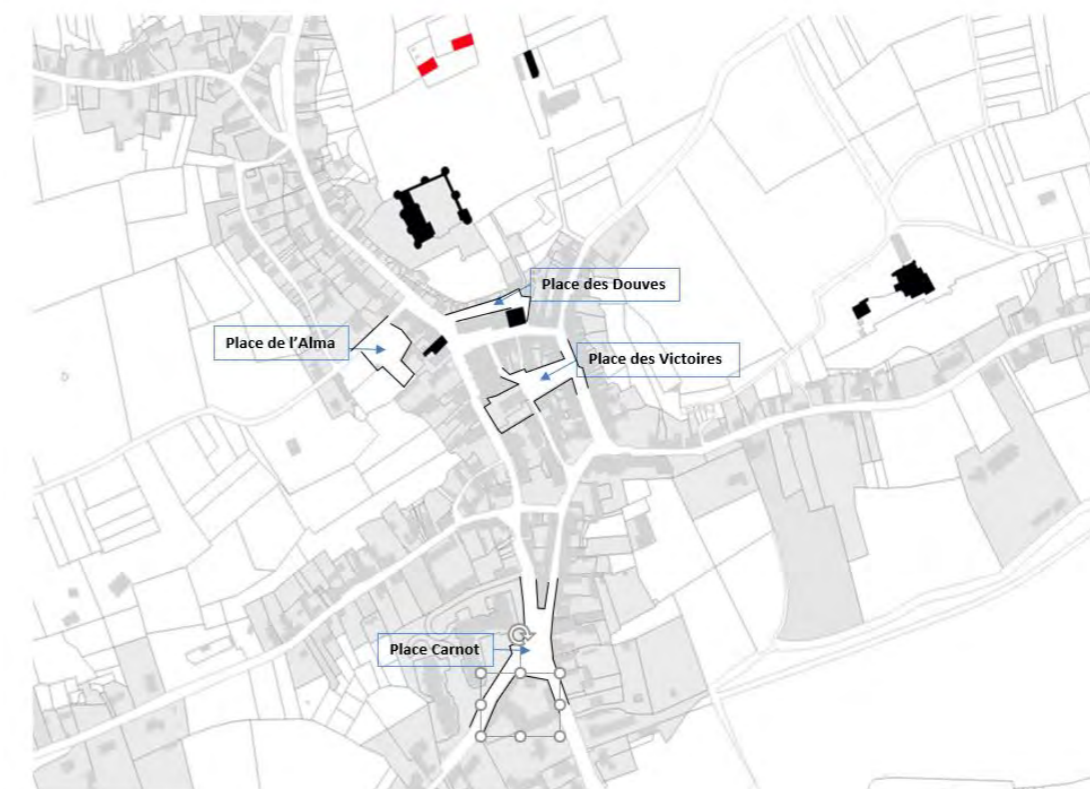 Place des Douves
Place de l'Alma
Place des Victoires
Place Carnot